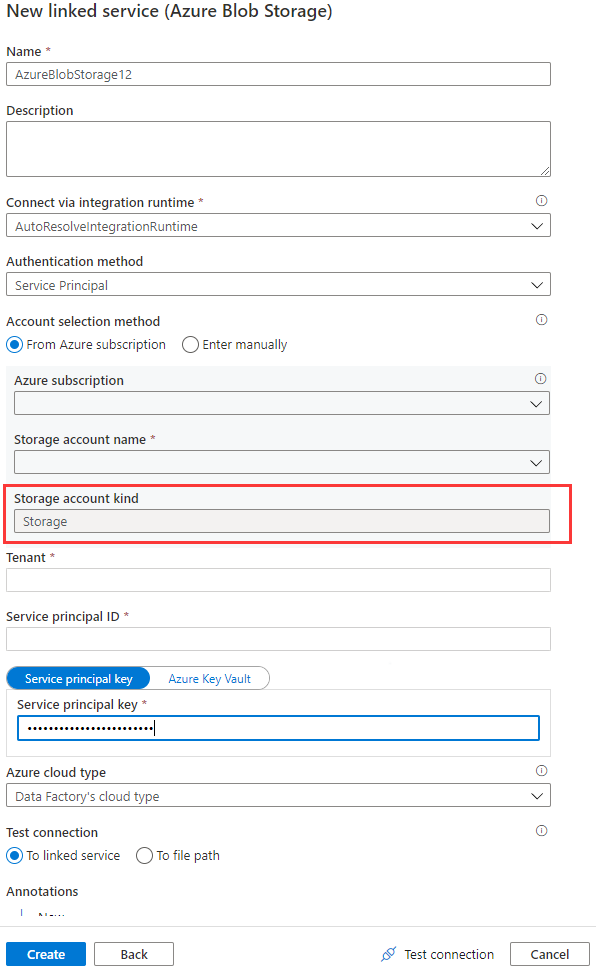 New linked service (Azure Blob Storage)
Name *
AzureBlobStorage12
Description
Connect via integration runtime *
AutoResolveIntegrationRuntime
Authentication method
Service Principal
Account selection method
From Azure subscription Enter manually
Azure subscription
Storage account name *
Storage account kind
Storage
Tenant *
Service principal ID *
Service principal key Azure Key Vault
Service principal key *
••••••••••••••••••••••••
Azure cloud type
Data Factory's cloud type
Test connection
To linked service To file path
Annotations
New
Create Back Test connection Cancel